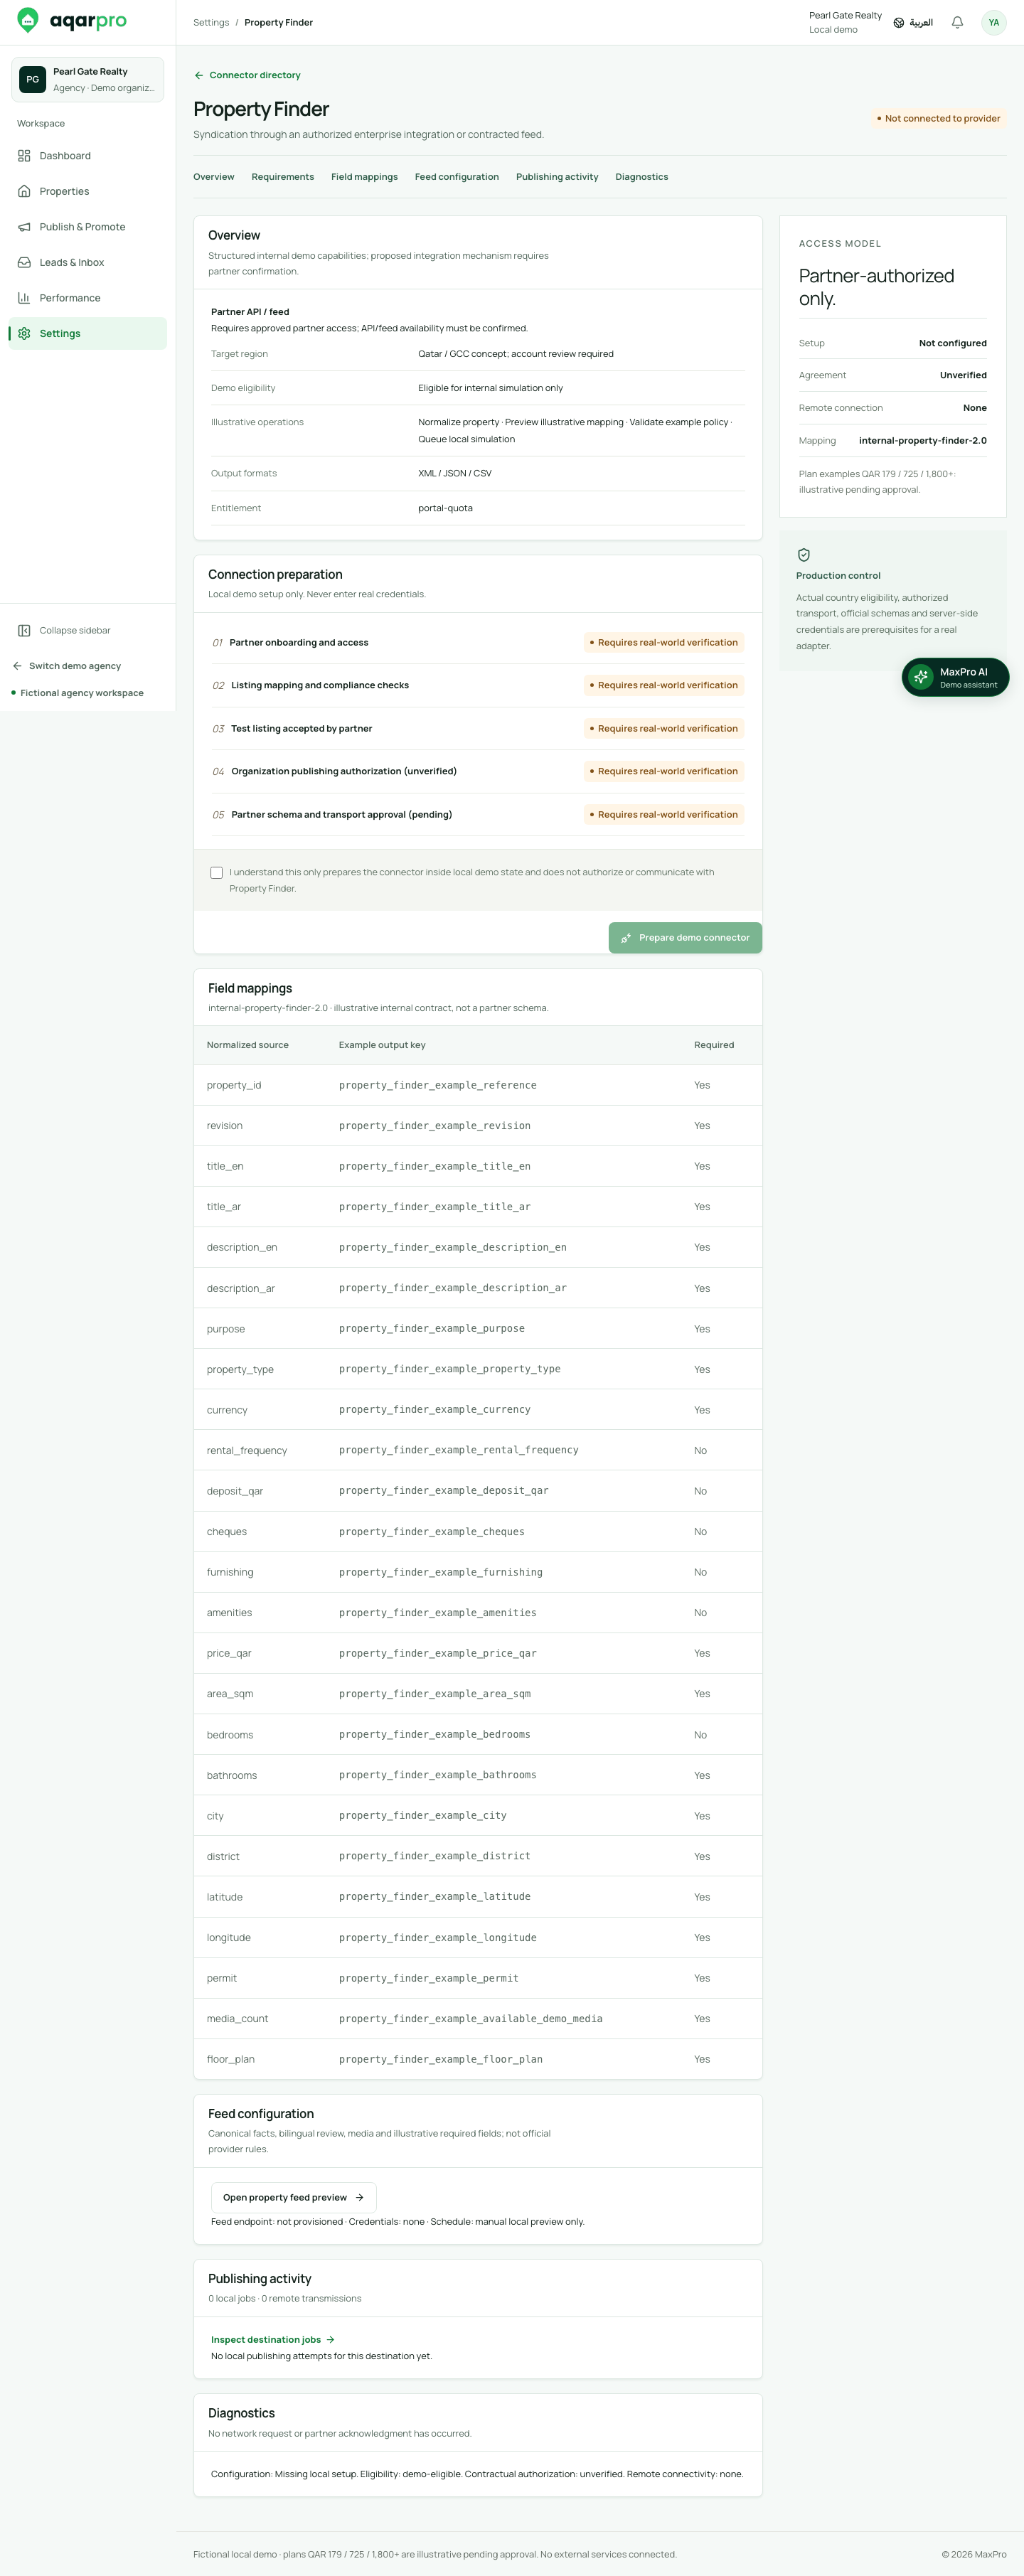 aqarpro
Settings / Property Finder
Pearl Gate Realty
Local demo
العربية
YA
PG
Pearl Gate Realty
Agency · Demo organiz...
Workspace
Dashboard
Properties
Publish & Promote
Leads & Inbox
Performance
Settings
Collapse sidebar
Switch demo agency
Fictional agency workspace
Connector directory
Property Finder
Syndication through an authorized enterprise integration or contracted feed.
Not connected to provider
Overview Requirements Field mappings Feed configuration Publishing activity Diagnostics
Overview
Structured internal demo capabilities; proposed integration mechanism requires
partner confirmation.
Partner API / feed
Requires approved partner access; API/feed availability must be confirmed.
Target region Qatar / GCC concept; account review required
Demo eligibility Eligible for internal simulation only
Illustrative operations Normalize property · Preview illustrative mapping · Validate example policy ·
Queue local simulation
Output formats XML / JSON / CSV
Entitlement portal-quota
Connection preparation
Local demo setup only. Never enter real credentials.
01 Partner onboarding and access Requires real-world verification
02 Listing mapping and compliance checks Requires real-world verification
03 Test listing accepted by partner Requires real-world verification
04 Organization publishing authorization (unverified) Requires real-world verification
05 Partner schema and transport approval (pending) Requires real-world verification
I understand this only prepares the connector inside local demo state and does not authorize or communicate with
Property Finder.
Prepare demo connector
Field mappings
internal-property-finder-2.0 · illustrative internal contract, not a partner schema.
Normalized source Example output key Required
property_id property_finder_example_reference Yes
revision property_finder_example_revision Yes
title_en property_finder_example_title_en Yes
title_ar property_finder_example_title_ar Yes
description_en property_finder_example_description_en Yes
description_ar property_finder_example_description_ar Yes
purpose property_finder_example_purpose Yes
property_type property_finder_example_property_type Yes
currency property_finder_example_currency Yes
rental_frequency property_finder_example_rental_frequency No
deposit_qar property_finder_example_deposit_qar No
cheques property_finder_example_cheques No
furnishing property_finder_example_furnishing No
amenities property_finder_example_amenities No
price_qar property_finder_example_price_qar Yes
area_sqm property_finder_example_area_sqm Yes
bedrooms property_finder_example_bedrooms No
bathrooms property_finder_example_bathrooms Yes
city property_finder_example_city Yes
district property_finder_example_district Yes
latitude property_finder_example_latitude Yes
longitude property_finder_example_longitude Yes
permit property_finder_example_permit Yes
media_count property_finder_example_available_demo_media Yes
floor_plan property_finder_example_floor_plan Yes
Feed configuration
Canonical facts, bilingual review, media and illustrative required fields; not official
provider rules.
Open property feed preview
Feed endpoint: not provisioned · Credentials: none · Schedule: manual local preview only.
Publishing activity
0 local jobs · 0 remote transmissions
Inspect destination jobs
No local publishing attempts for this destination yet.
Diagnostics
No network request or partner acknowledgment has occurred.
Configuration: Missing local setup. Eligibility: demo-eligible. Contractual authorization: unverified. Remote connectivity: none.
ACCESS MODEL
Partner-authorized
only.
Setup Not configured
Agreement Unverified
Remote connection None
Mapping internal-property-finder-2.0
Plan examples QAR 179 / 725 / 1,800+:
illustrative pending approval.
Production control
Actual country eligibility, authorized
transport, official schemas and server-side
credentials are prerequisites for a real
adapter.
MaxPro AI
Demo assistant
Fictional local demo · plans QAR 179 / 725 / 1,800+ are illustrative pending approval. No external services connected.
© 2026 MaxPro